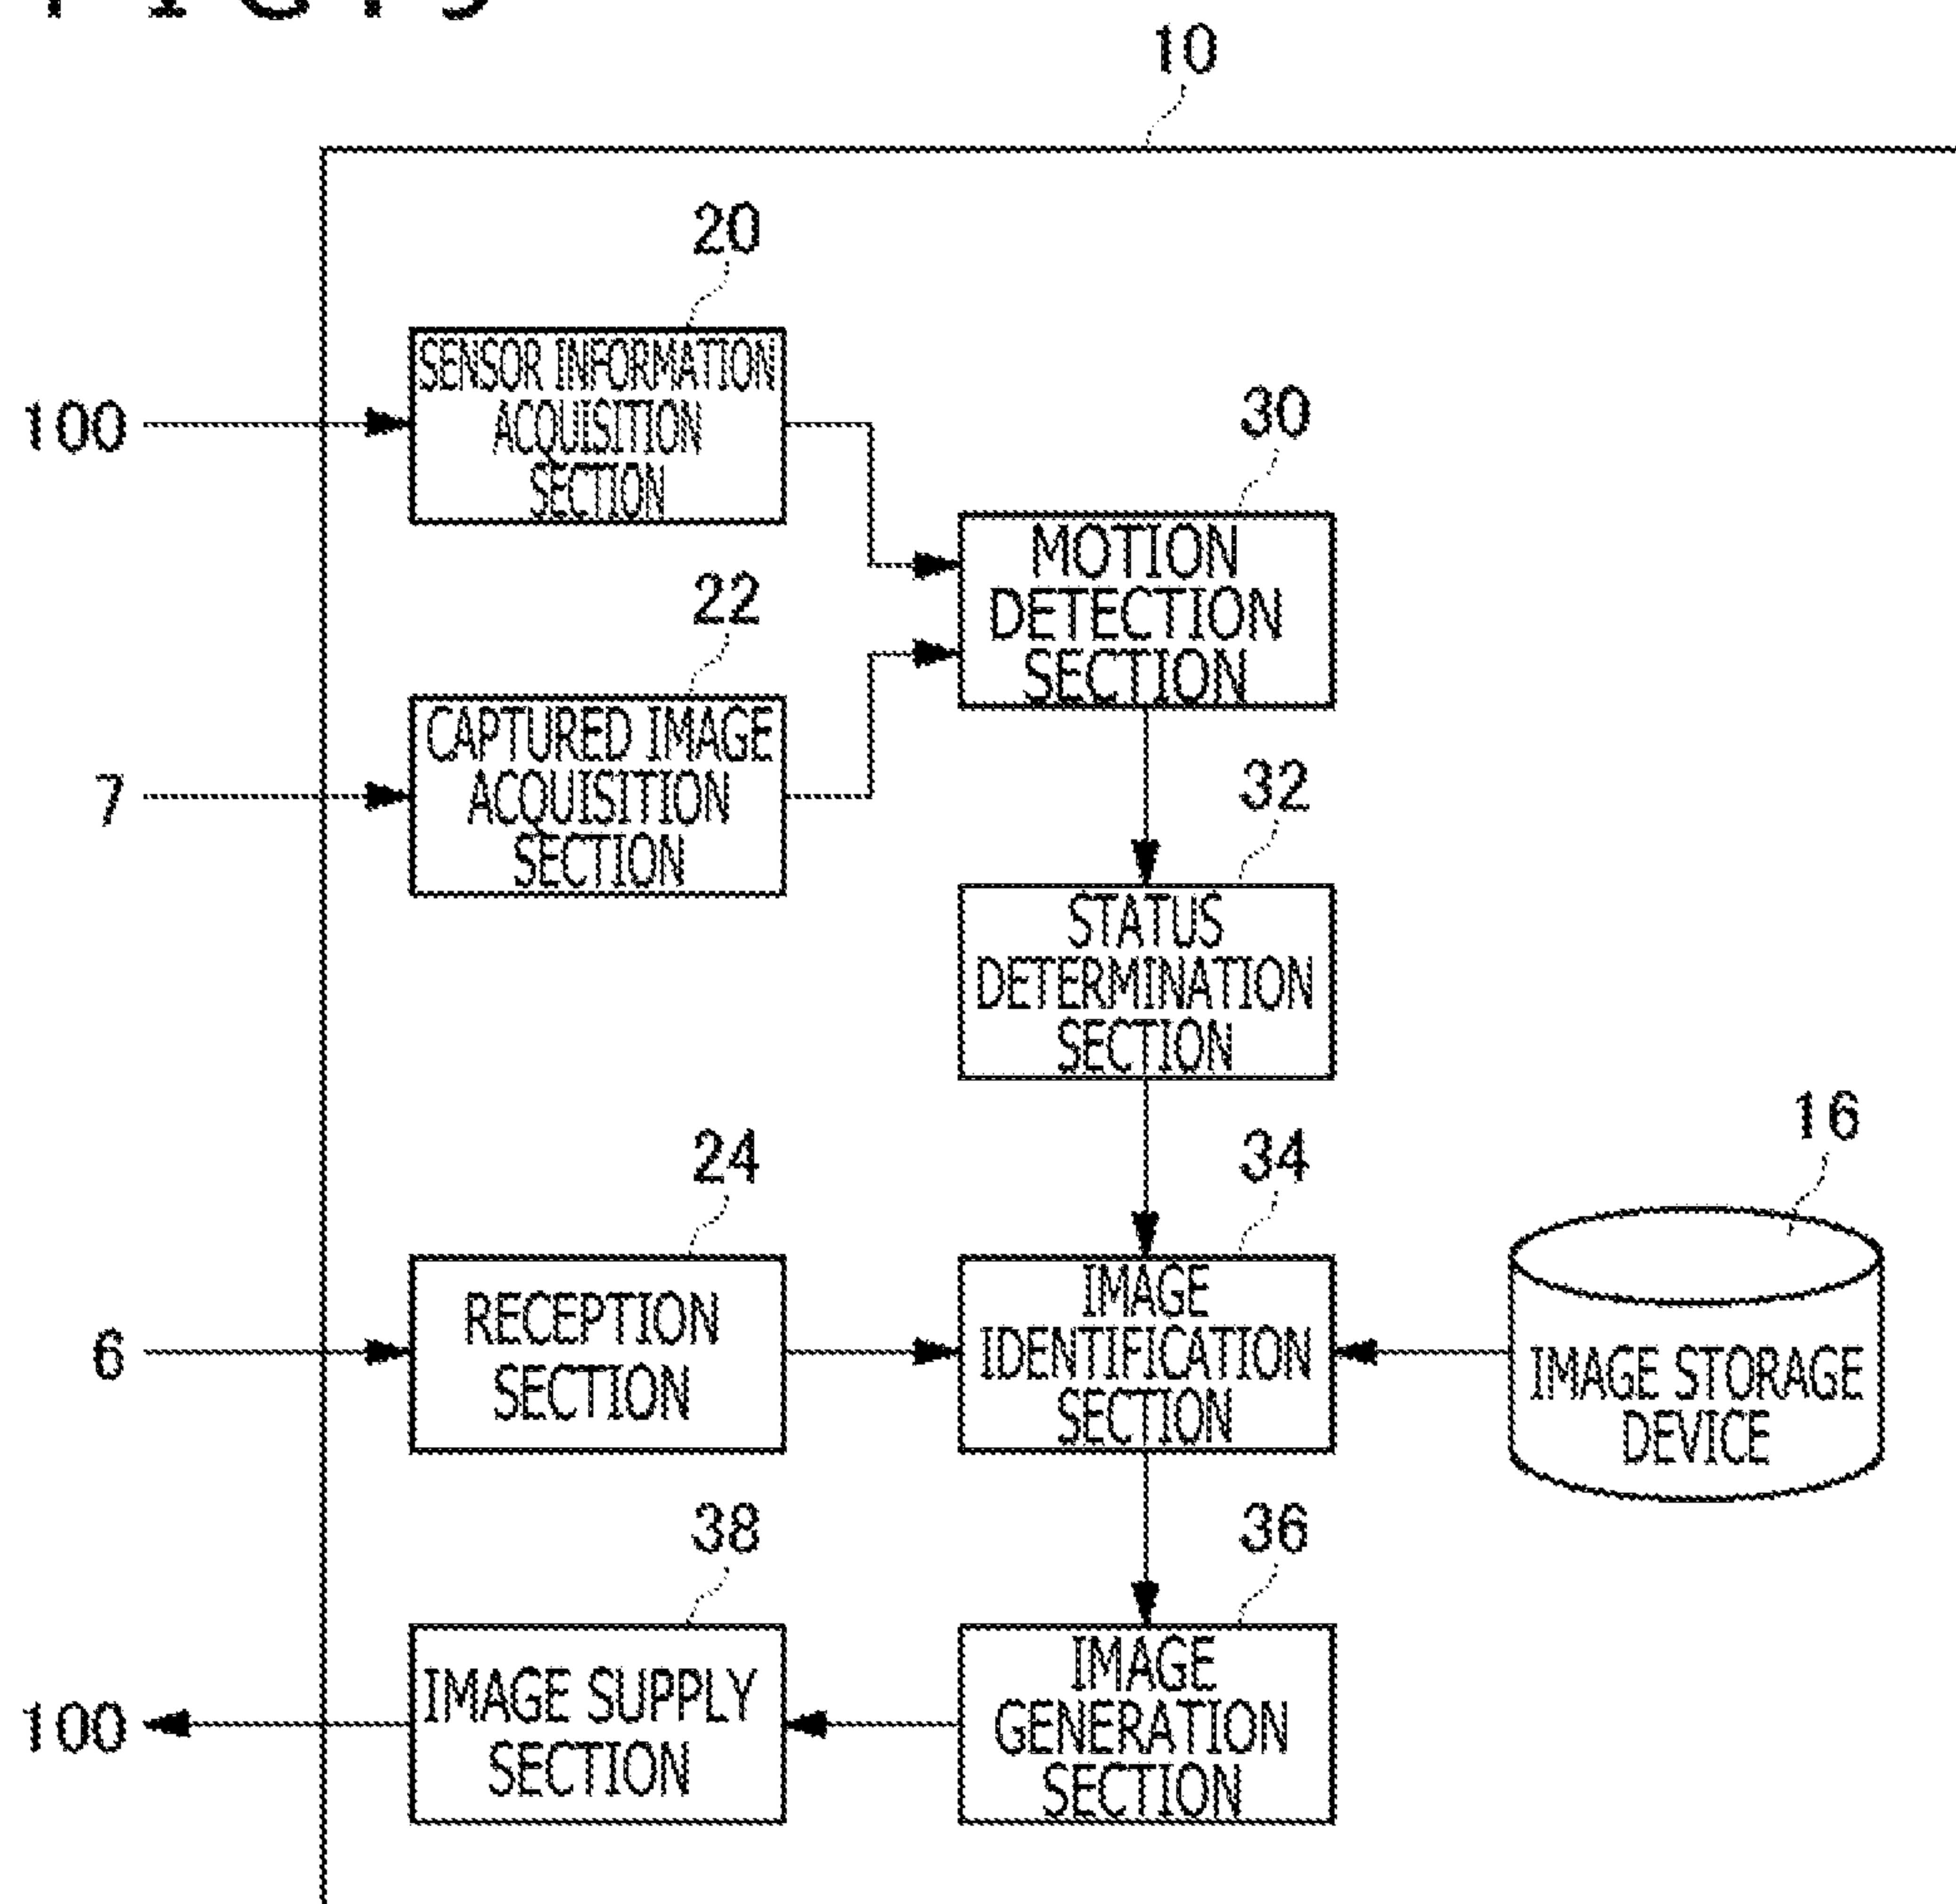 10
20
SENSOR INFORMATION
ACQUISITION
SECTION
100
30
MOTION
DETECTION
SECTION
22
CAPTURED IMAGE
ACQUISITION
SECTION
7
32
STATUS
DETERMINATION
SECTION
24
RECEPTION
SECTION
6
34
IMAGE
IDENTIFICATION
SECTION
16
IMAGE STORAGE
DEVICE
38
IMAGE SUPPLY
SECTION
100
36
IMAGE
GENERATION
SECTION